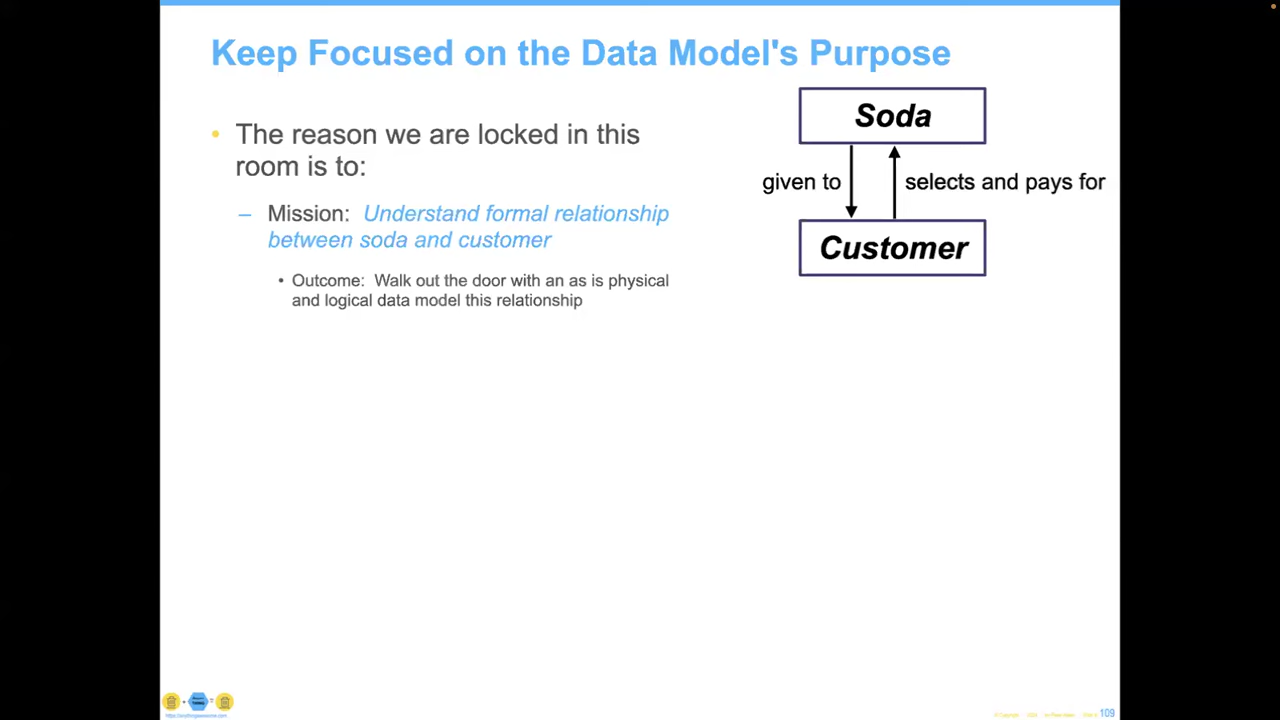 Keep Focused on the Data Model's Purpose
• The reason we are locked in this
room is to:
– Mission: Understand formal relationship
between soda and customer
• Outcome: Walk out the door with an as is physical
and logical data model this relationship
Soda
given to
selects and pays for
Customer
109